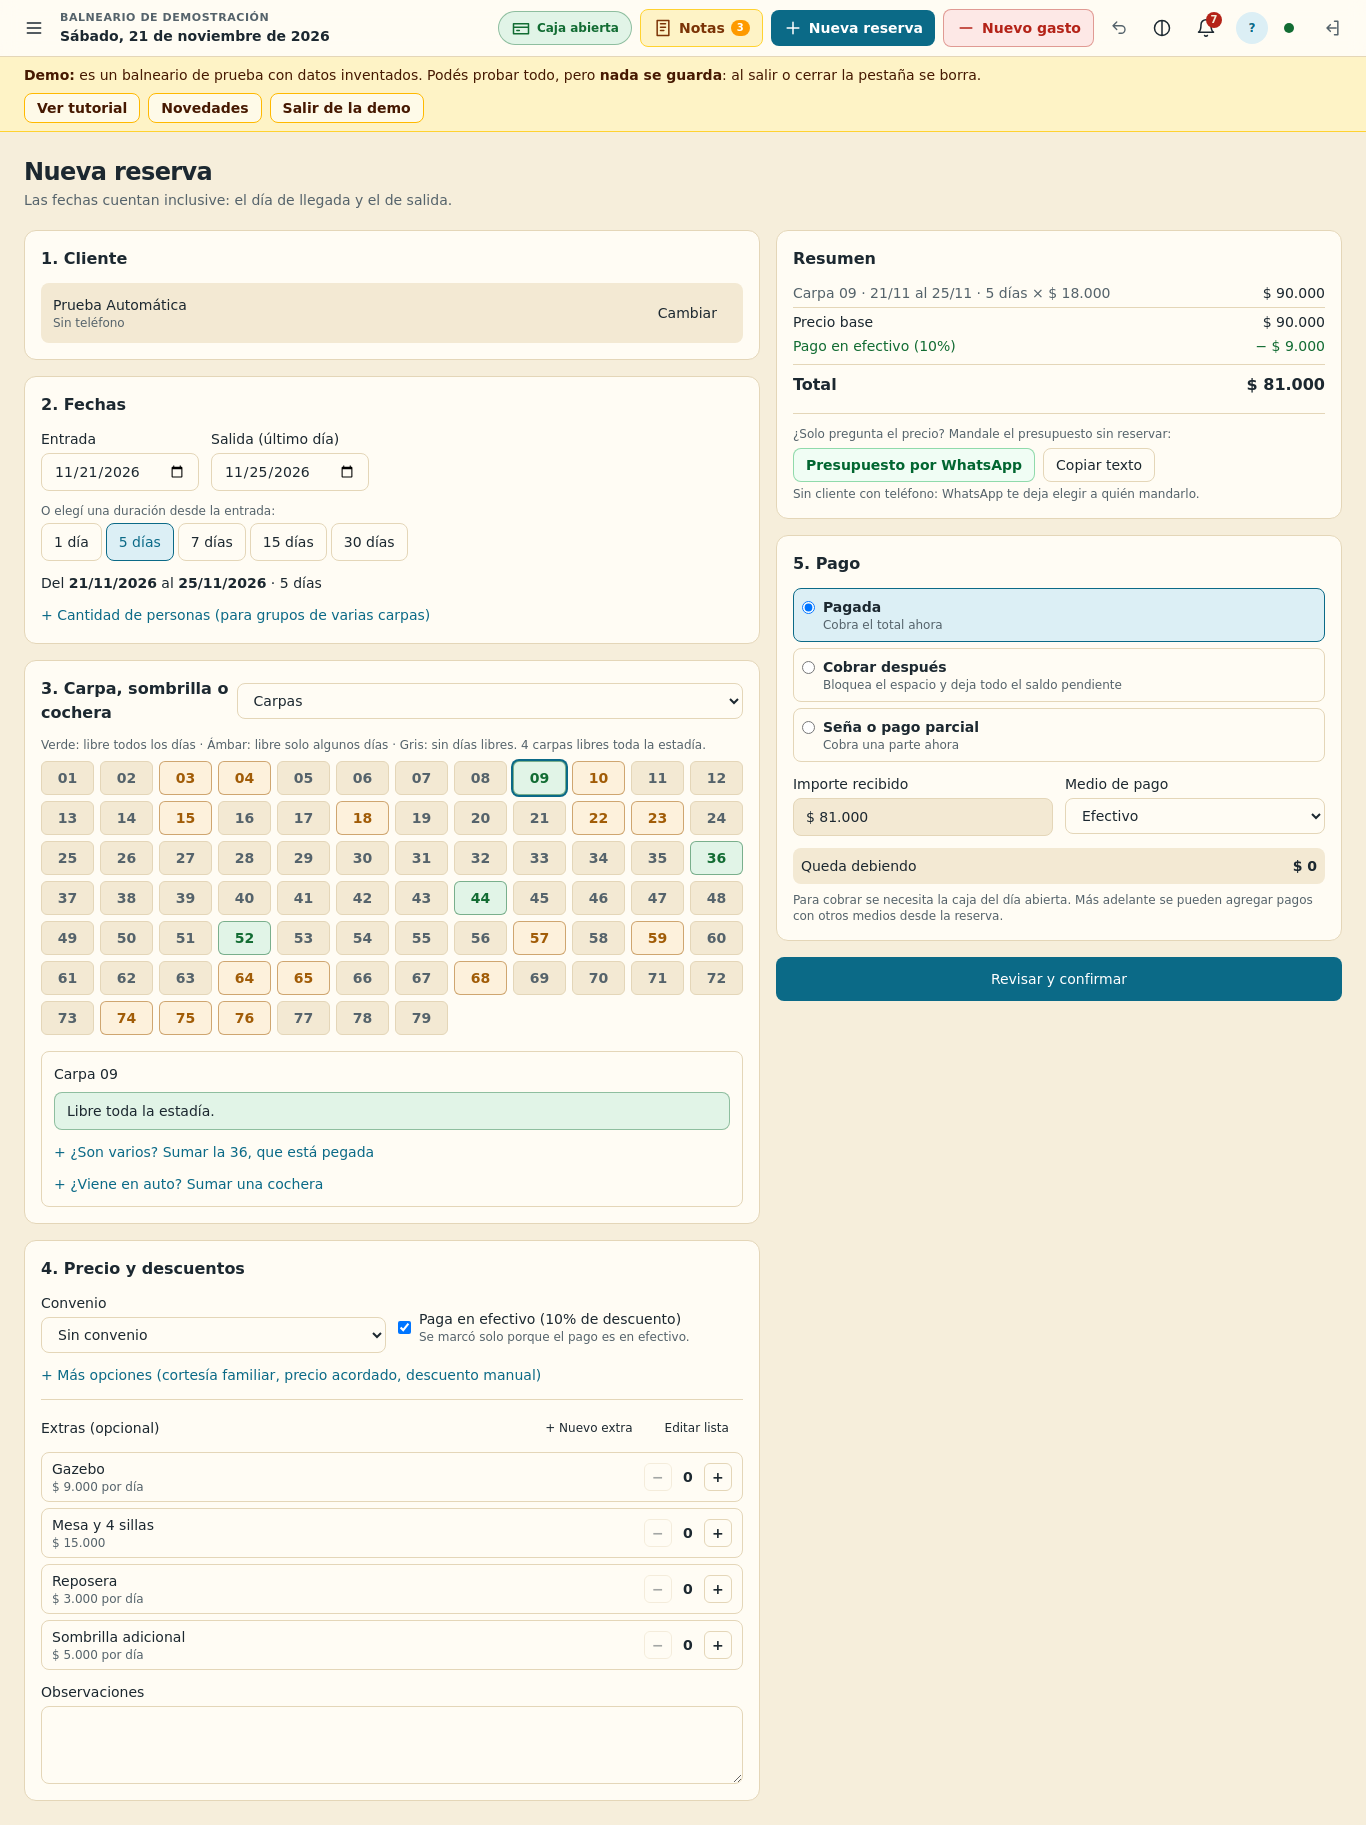 BALNEARIO DE DEMOSTRACIÓN
Sábado, 21 de noviembre de 2026
Caja abierta
Notas 3
Nueva reserva
Nuevo gasto
7
?
Demo: es un balneario de prueba con datos inventados. Podés probar todo, pero nada se guarda: al salir o cerrar la pestaña se borra.
Ver tutorial
Novedades
Salir de la demo
Nueva reserva
Las fechas cuentan inclusive: el día de llegada y el de salida.
1. Cliente
Prueba Automática
Sin teléfono
Cambiar
2. Fechas
Entrada
Salida (último día)
11/21/2026
11/25/2026
O elegí una duración desde la entrada:
1 día
5 días
7 días
15 días
30 días
Del 21/11/2026 al 25/11/2026 · 5 días
+ Cantidad de personas (para grupos de varias carpas)
3. Carpa, sombrilla o
cochera
Carpas
Verde: libre todos los días · Ámbar: libre solo algunos días · Gris: sin días libres. 4 carpas libres toda la estadía.
01 02 03 04 05 06 07 08 09 10 11 12
13 14 15 16 17 18 19 20 21 22 23 24
25 26 27 28 29 30 31 32 33 34 35 36
37 38 39 40 41 42 43 44 45 46 47 48
49 50 51 52 53 54 55 56 57 58 59 60
61 62 63 64 65 66 67 68 69 70 71 72
73 74 75 76 77 78 79
Carpa 09
Libre toda la estadía.
+ ¿Son varios? Sumar la 36, que está pegada
+ ¿Viene en auto? Sumar una cochera
4. Precio y descuentos
Convenio
Sin convenio
Paga en efectivo (10% de descuento)
Se marcó solo porque el pago es en efectivo.
+ Más opciones (cortesía familiar, precio acordado, descuento manual)
Extras (opcional)
+ Nuevo extra
Editar lista
Gazebo
$ 9.000 por día
− 0 +
Mesa y 4 sillas
$ 15.000
− 0 +
Reposera
$ 3.000 por día
− 0 +
Sombrilla adicional
$ 5.000 por día
− 0 +
Observaciones
Resumen
Carpa 09 · 21/11 al 25/11 · 5 días × $ 18.000 $ 90.000
Precio base $ 90.000
Pago en efectivo (10%) − $ 9.000
Total $ 81.000
¿Solo pregunta el precio? Mandale el presupuesto sin reservar:
Presupuesto por WhatsApp
Copiar texto
Sin cliente con teléfono: WhatsApp te deja elegir a quién mandarlo.
5. Pago
Pagada
Cobra el total ahora
Cobrar después
Bloquea el espacio y deja todo el saldo pendiente
Seña o pago parcial
Cobra una parte ahora
Importe recibido
Medio de pago
$ 81.000
Efectivo
Queda debiendo $ 0
Para cobrar se necesita la caja del día abierta. Más adelante se pueden agregar pagos
con otros medios desde la reserva.
Revisar y confirmar